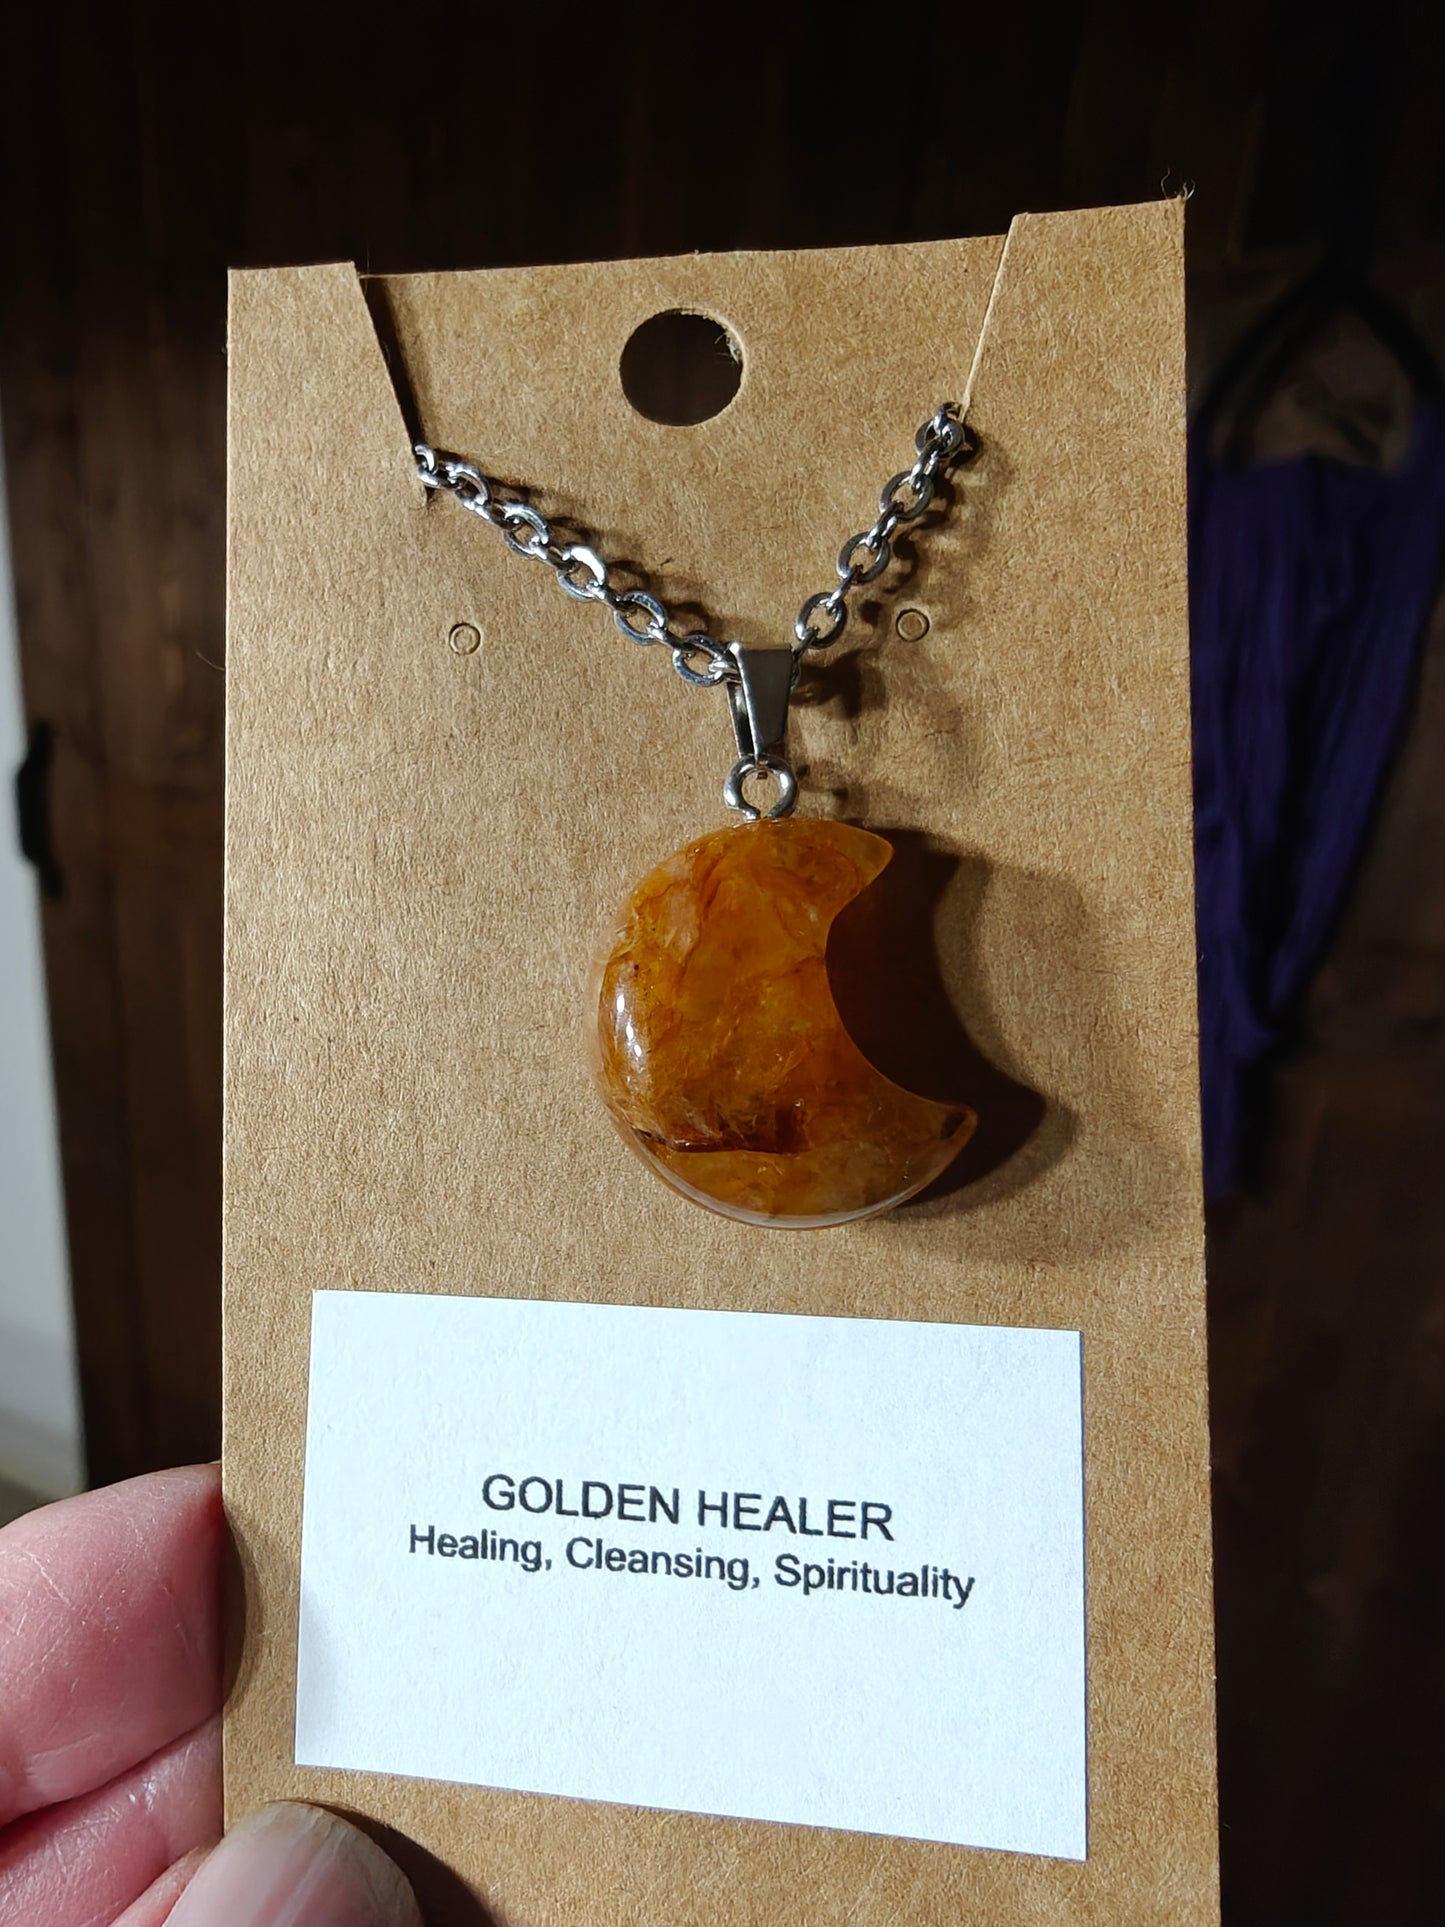 GOLDEN HEALER
Healing, Cleansing, Spirituality